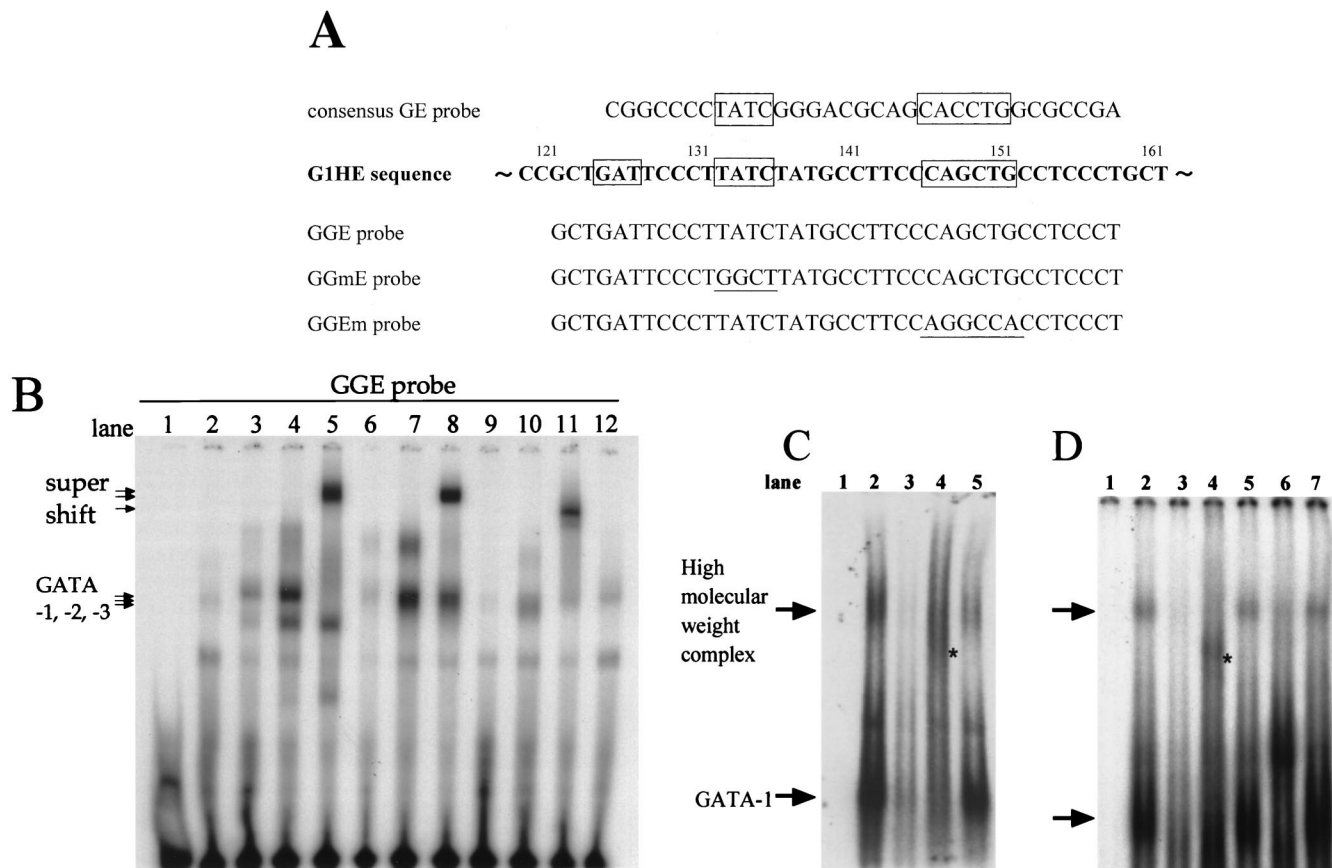 A
consensus GE probe CGGCCCCTATCGGGACGCAGCACCTGGCGCCGA
121 131 141 151 161
G1HE sequence ~ CCGCTGATTCCCTTATCTATGCCTTCCCAGCTGCCTCCCTGCT ~
GGE probe GCTGATTCCCTTATCTATGCCTTCCCAGCTGCCTCCCT
GGmE probe GCTGATTCCCTGGCTTATGCCTTCCCAGCTGCCTCCCT
GGEm probe GCTGATTCCCTTATCTATGCCTTCCAGGCCACCTCCCT
B
GGE probe
lane 1 2 3 4 5 6 7 8 9 10 11 12
super
shift
GATA
-1, -2, -3
C
lane 1 2 3 4 5
High
molecular
weight
complex
*
GATA-1
D
1 2 3 4 5 6 7
*